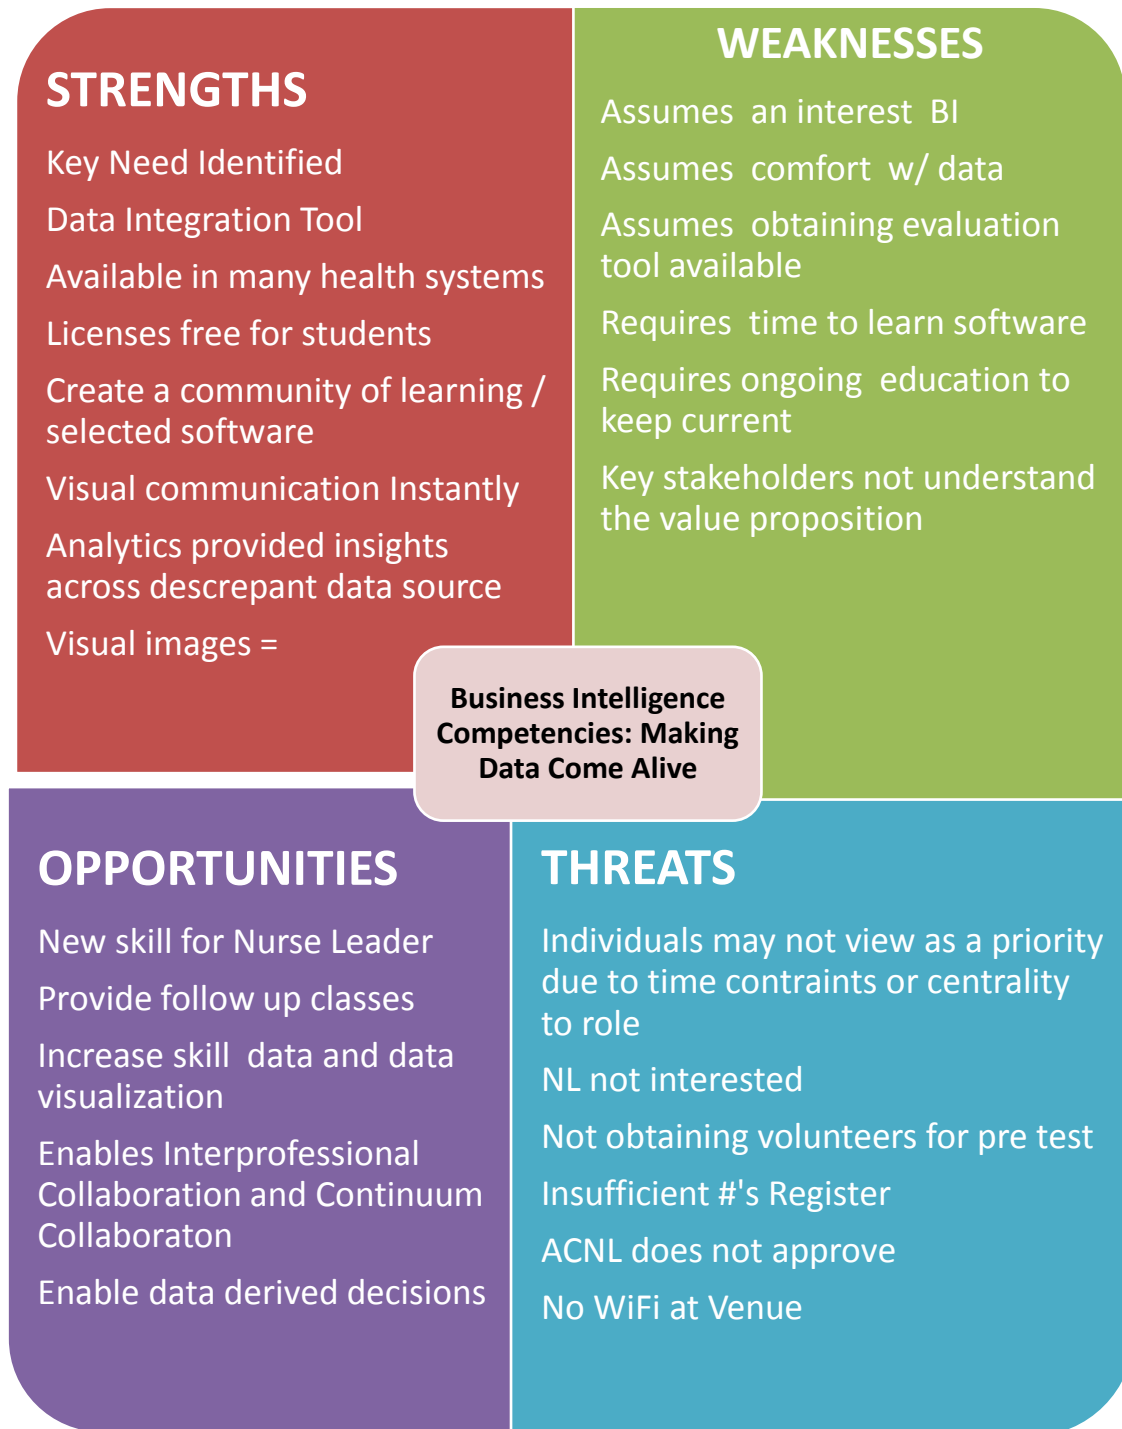 STRENGTHS
Key Need Identified
Data Integration Tool
Available in many health systems
Licenses free for students
Create a community of learning /
selected software
Visual communication Instantly
Analytics provided insights
across descrepant data source
Visual images =
WEAKNESSES
Assumes an interest BI
Assumes comfort w/ data
Assumes obtaining evaluation
tool available
Requires time to learn software
Requires ongoing education to
keep current
Key stakeholders not understand
the value proposition
Business Intelligence
Competencies: Making
Data Come Alive
OPPORTUNITIES
New skill for Nurse Leader
Provide follow up classes
Increase skill data and data
visualization
Enables Interprofessional
Collaboration and Continuum
Collaboraton
Enable data derived decisions
THREATS
Individuals may not view as a priority
due to time contraints or centrality
to role
NL not interested
Not obtaining volunteers for pre test
Insufficient #'s Register
ACNL does not approve
No WiFi at Venue